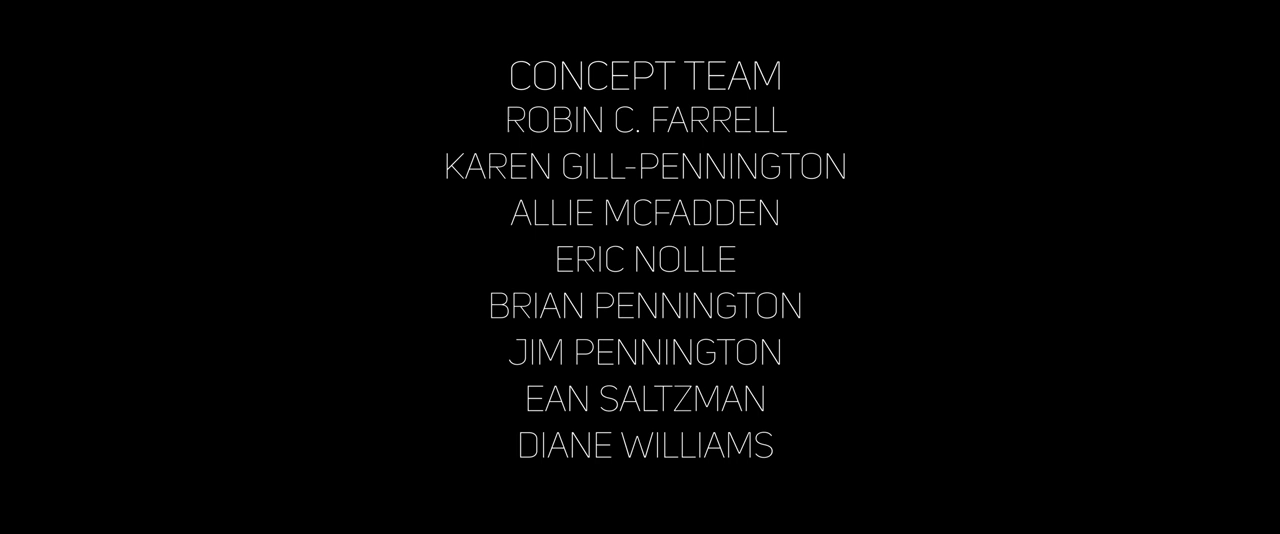 CONCEPT TEAM
ROBIN C. FARRELL
KAREN GILL-PENNINGTON
ALLIE MCFADDEN
ERIC NOLLE
BRIAN PENNINGTON
JIM PENNINGTON
EAN SALTZMAN
DIANE WILLIAMS